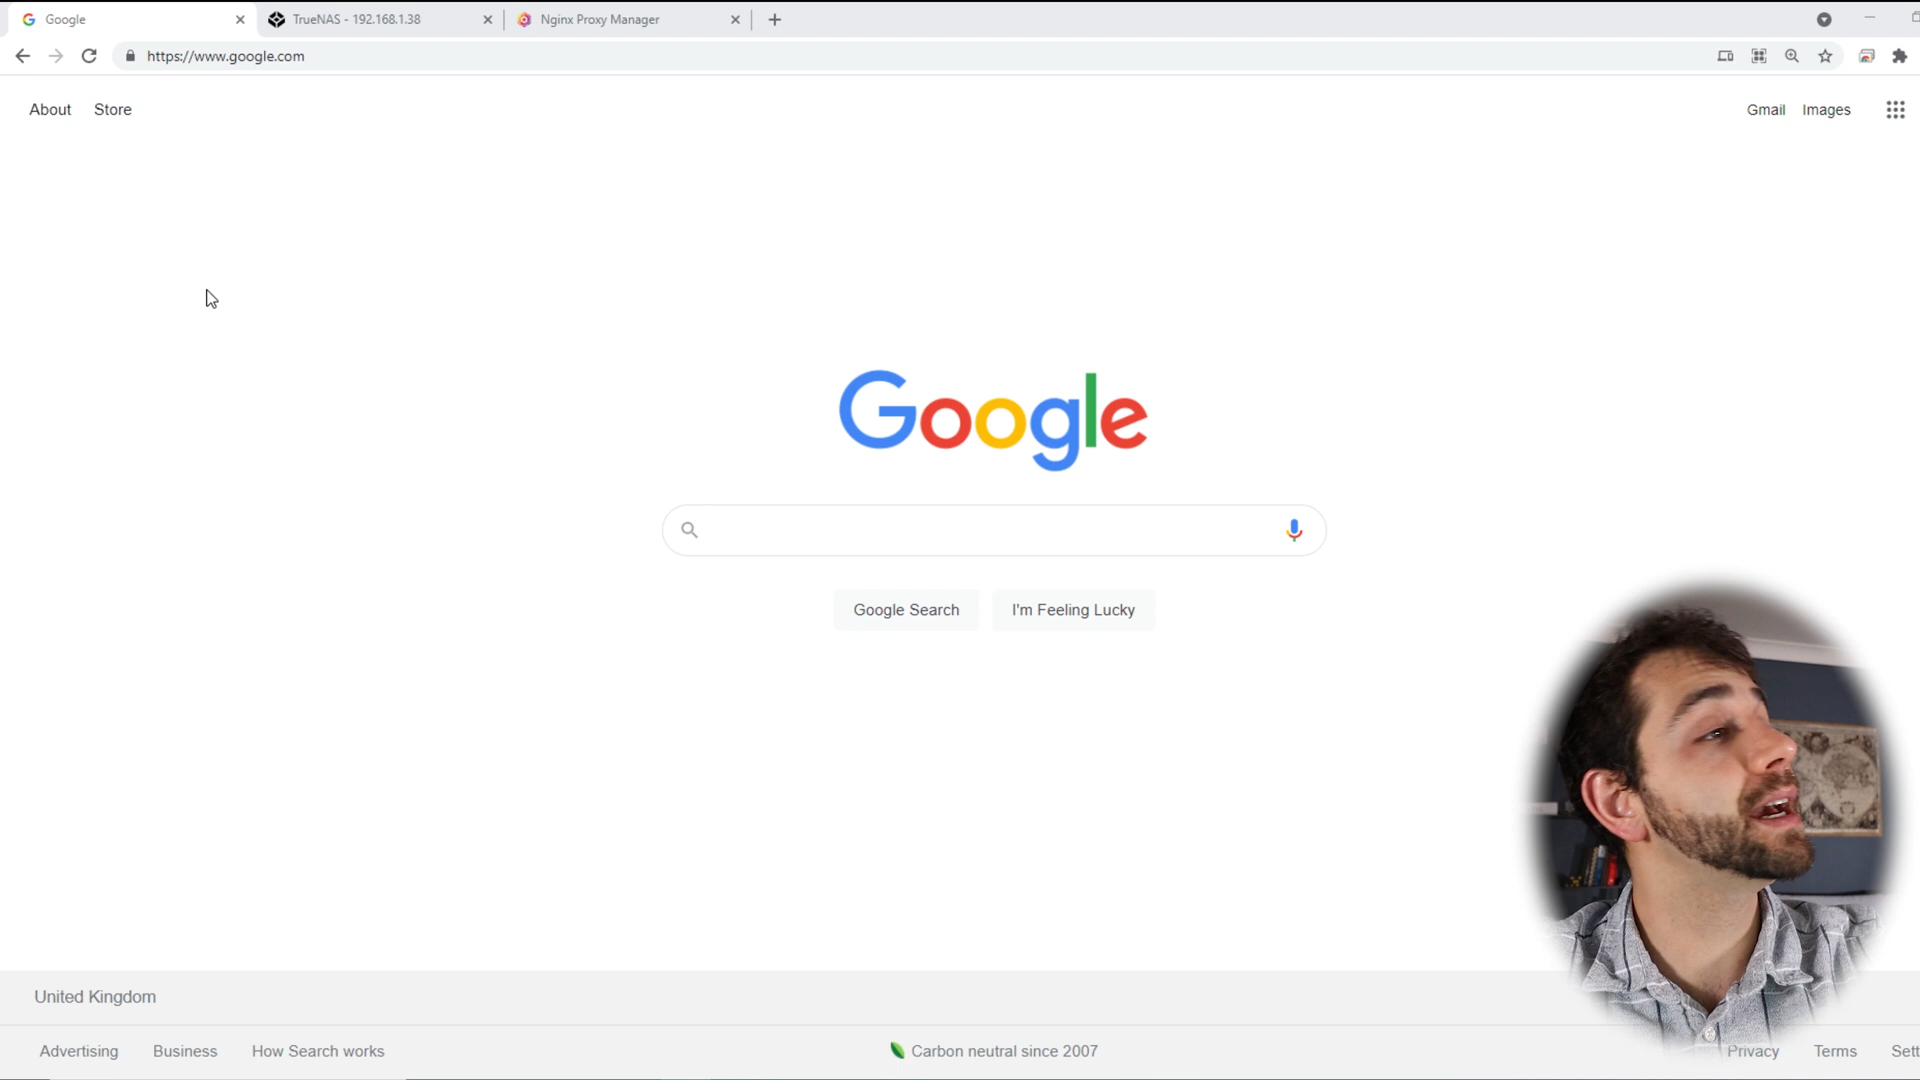 Google
TrueNAS - 192.168.1.38
Nginx Proxy Manager
https://www.google.com
About
Store
Gmail
Images
Google
Google Search
I'm Feeling Lucky
United Kingdom
Advertising
Business
How Search works
Carbon neutral since 2007
Privacy
Terms
Sett